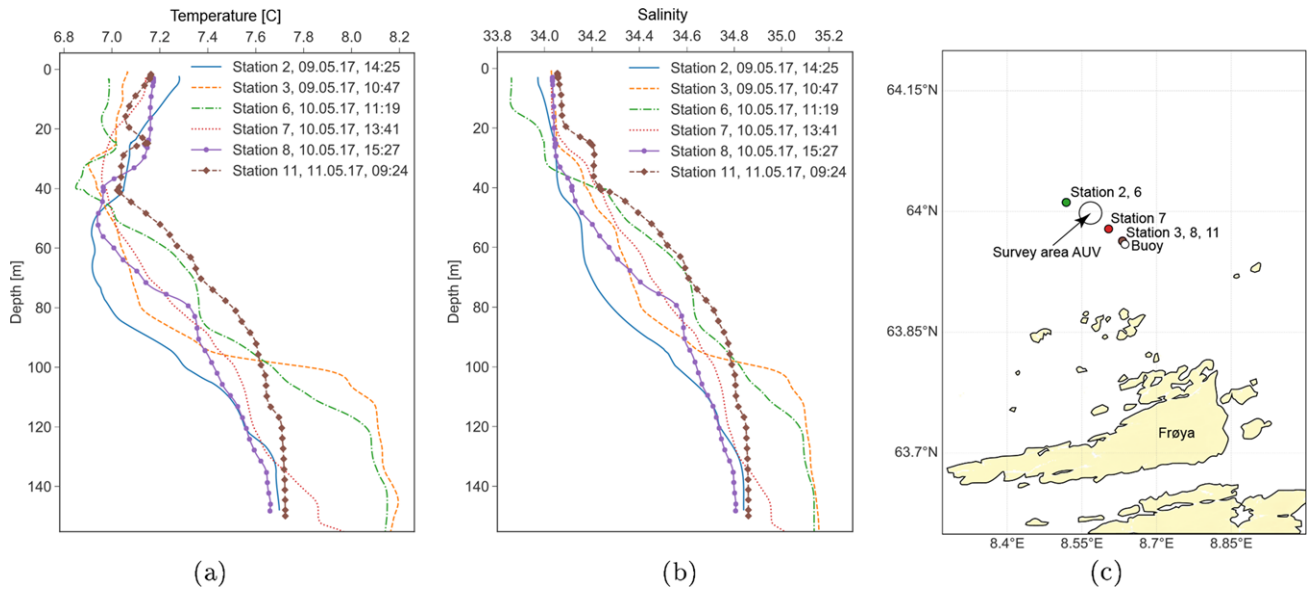 Temperature [C]
6.8 7.0 7.2 7.4 7.6 7.8 8.0 8.2
0
20
40
60
80
100
120
140
Depth [m]
Station 2, 09.05.17, 14:25
Station 3, 09.05.17, 10:47
Station 6, 10.05.17, 11:19
Station 7, 10.05.17, 13:41
Station 8, 10.05.17, 15:27
Station 11, 11.05.17, 09:24
(a)
Salinity
33.8 34.0 34.2 34.4 34.6 34.8 35.0 35.2
0
20
40
60
80
100
120
140
Depth [m]
Station 2, 09.05.17, 14:25
Station 3, 09.05.17, 10:47
Station 6, 10.05.17, 11:19
Station 7, 10.05.17, 13:41
Station 8, 10.05.17, 15:27
Station 11, 11.05.17, 09:24
(b)
64.15°N
64°N
63.85°N
63.7°N
Station 2, 6
Station 7
Station 3, 8, 11
Buoy
Survey area AUV
Frøya
8.4°E 8.55°E 8.7°E 8.85°E
(c)